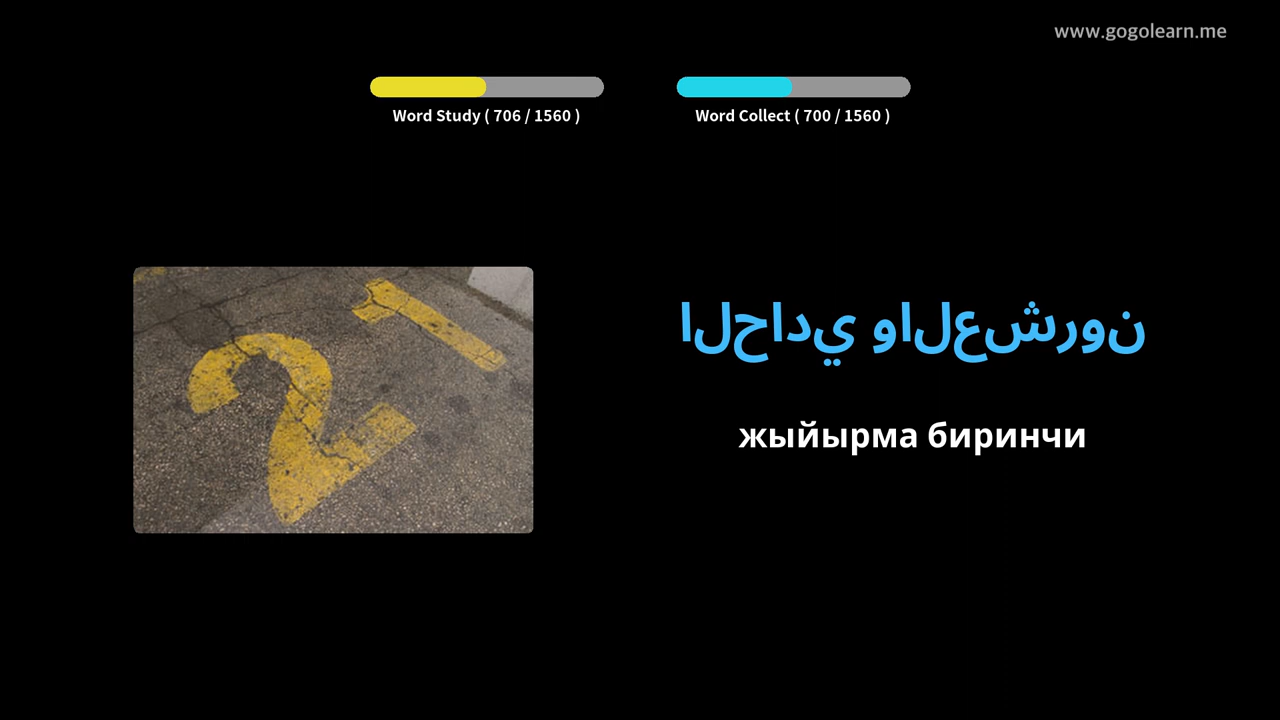 www.gogolearn.me
Word Study ( 706 / 1560 )
Word Collect ( 700 / 1560 )
21
الحادي والعشرون
жыйырма биринчи